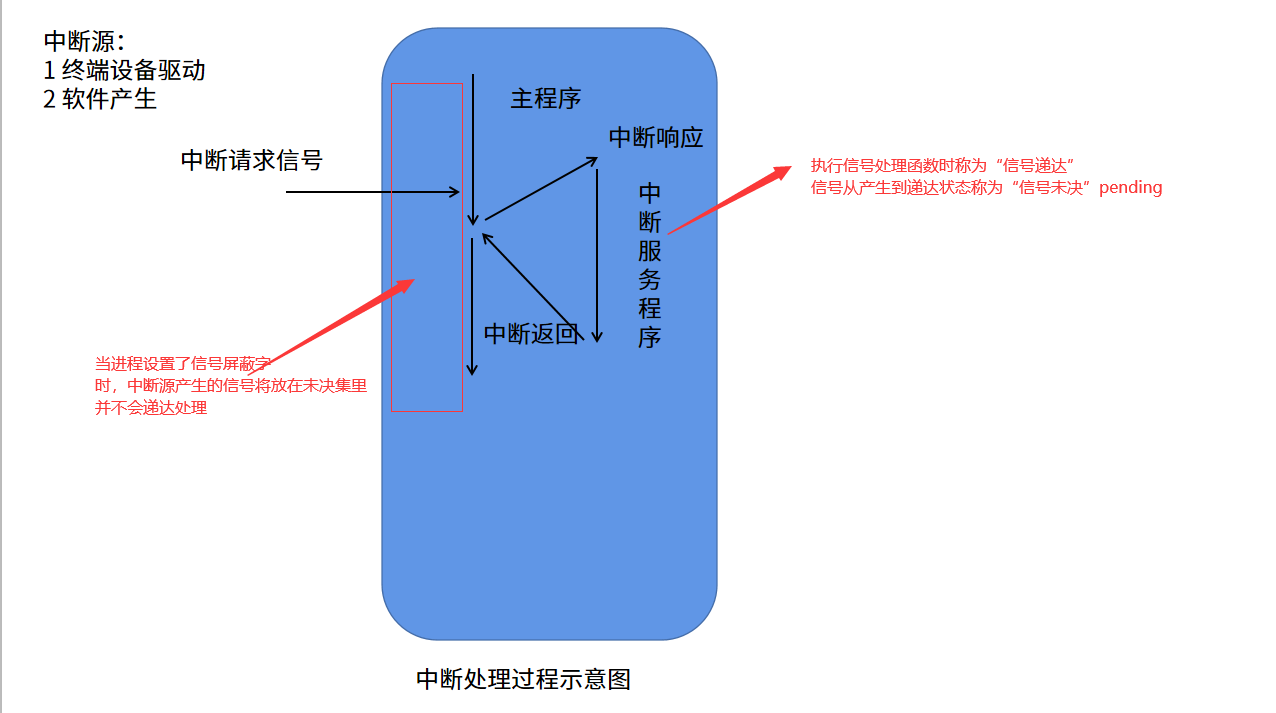 中断源：
1 终端设备驱动
2 软件产生
主程序
中断响应
中断请求信号
执行信号处理函数时称为“信号递达”
信号从产生到递达状态称为“信号未决”pending
中断服务程序
中断返回
当进程设置了信号屏蔽字
时，中断源产生的信号将放在未决集里
并不会递达处理
中断处理过程示意图